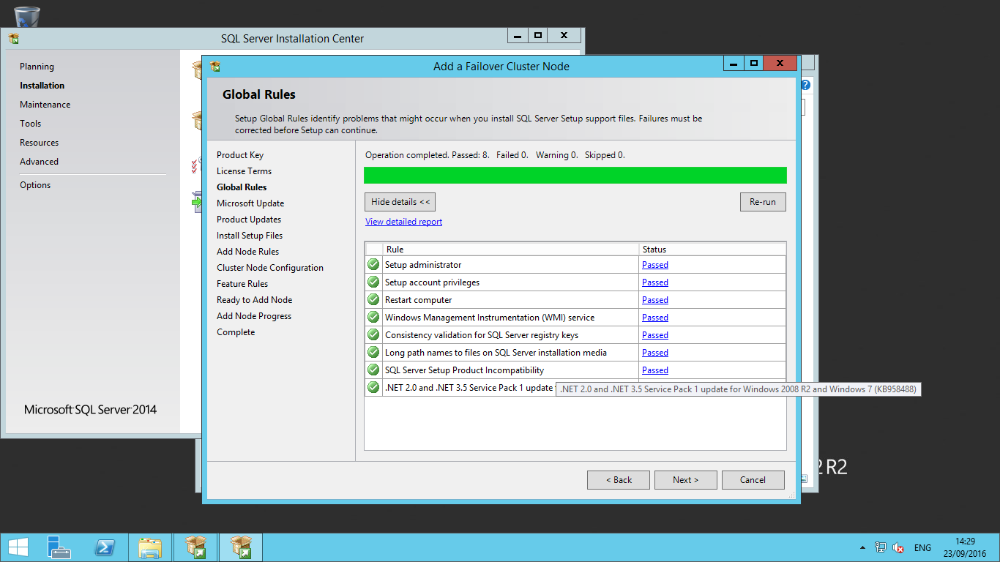 SQL Server Installation Center
Planning
Installation
Maintenance
Tools
Resources
Advanced
Options
Microsoft SQL Server 2014
Add a Failover Cluster Node
Global Rules
Setup Global Rules identify problems that might occur when you install SQL Server Setup support files. Failures must be
corrected before Setup can continue.
Product Key
License Terms
Global Rules
Microsoft Update
Product Updates
Install Setup Files
Add Node Rules
Cluster Node Configuration
Feature Rules
Ready to Add Node
Add Node Progress
Complete
Operation completed. Passed: 8. Failed 0. Warning 0. Skipped 0.
Hide details <<
Re-run
View detailed report
Rule Status
Setup administrator Passed
Setup account privileges Passed
Restart computer Passed
Windows Management Instrumentation (WMI) service Passed
Consistency validation for SQL Server registry keys Passed
Long path names to files on SQL Server installation media Passed
SQL Server Setup Product Incompatibility Passed
.NET 2.0 and .NET 3.5 Service Pack 1 update
.NET 2.0 and .NET 3.5 Service Pack 1 update for Windows 2008 R2 and Windows 7 (KB958488)
< Back
Next >
Cancel
R2
ENG
14:29
23/09/2016